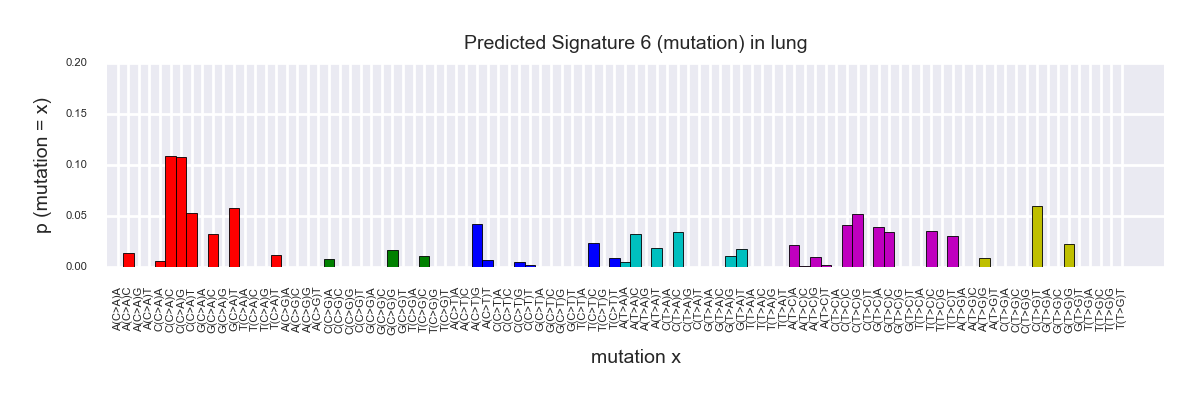 Predicted Signature 6 (mutation) in lung
p (mutation = x)
0.20
0.15
0.10
0.05
0.00
A(C>A)A
A(C>A)C
A(C>A)G
A(C>A)T
C(C>A)A
C(C>A)C
C(C>A)G
C(C>A)T
G(C>A)A
G(C>A)C
G(C>A)G
G(C>A)T
T(C>A)A
T(C>A)C
T(C>A)G
T(C>A)T
A(C>G)A
A(C>G)C
A(C>G)G
A(C>G)T
C(C>G)A
C(C>G)C
C(C>G)G
C(C>G)T
G(C>G)A
G(C>G)C
G(C>G)G
G(C>G)T
T(C>G)A
T(C>G)C
T(C>G)G
T(C>G)T
A(C>T)A
A(C>T)C
A(C>T)G
A(C>T)T
C(C>T)A
C(C>T)C
C(C>T)G
C(C>T)T
G(C>T)A
G(C>T)C
G(C>T)G
G(C>T)T
T(C>T)A
T(C>T)C
T(C>T)G
T(C>T)T
A(T>A)A
A(T>A)C
A(T>A)G
A(T>A)T
C(T>A)A
C(T>A)C
C(T>A)G
C(T>A)T
G(T>A)A
G(T>A)C
G(T>A)G
G(T>A)T
T(T>A)A
T(T>A)C
T(T>A)G
T(T>A)T
A(T>C)A
A(T>C)C
A(T>C)G
A(T>C)T
C(T>C)A
C(T>C)C
C(T>C)G
C(T>C)T
G(T>C)A
G(T>C)C
G(T>C)G
G(T>C)T
T(T>C)A
T(T>C)C
T(T>C)G
T(T>C)T
A(T>G)A
A(T>G)C
A(T>G)G
A(T>G)T
C(T>G)A
C(T>G)C
C(T>G)G
C(T>G)T
G(T>G)A
G(T>G)C
G(T>G)G
G(T>G)T
T(T>G)A
T(T>G)C
T(T>G)G
T(T>G)T
mutation x